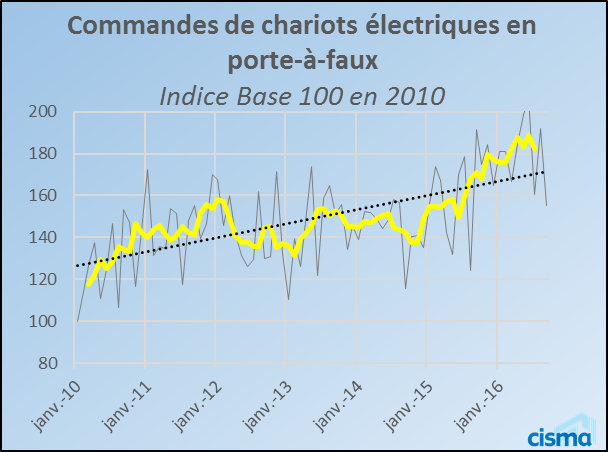 Commandes de chariots électriques en
porte-à-faux
Indice Base 100 en 2010
200
180
160
140
120
100
80
janv.-10
janv.-11
janv.-12
janv.-13
janv.-14
janv.-15
janv.-16
cisma